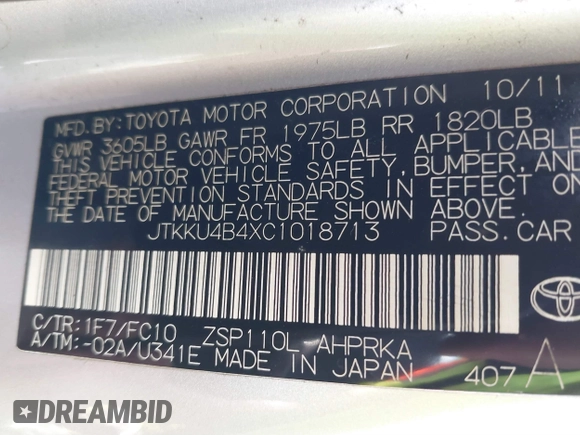 MFD.BY:TOYOTA MOTOR CORPORATION 10/11
GVWR 3605LB GAWR FR 1975LB RR 1820LB
THIS VEHICLE CONFORMS TO ALL APPLICABLE
FEDERAL MOTOR VEHICLE SAFETY, BUMPER, AND
THEFT PREVENTION STANDARDS IN EFFECT ON
THE DATE OF MANUFACTURE SHOWN ABOVE.
JTKKU4B4XC1018713 PASS.CAR
C/TR:1F7/FC10 ZSP110L-AHPRKA
A/TM:-02A/U341E MADE IN JAPAN 407 A
DREAMBID